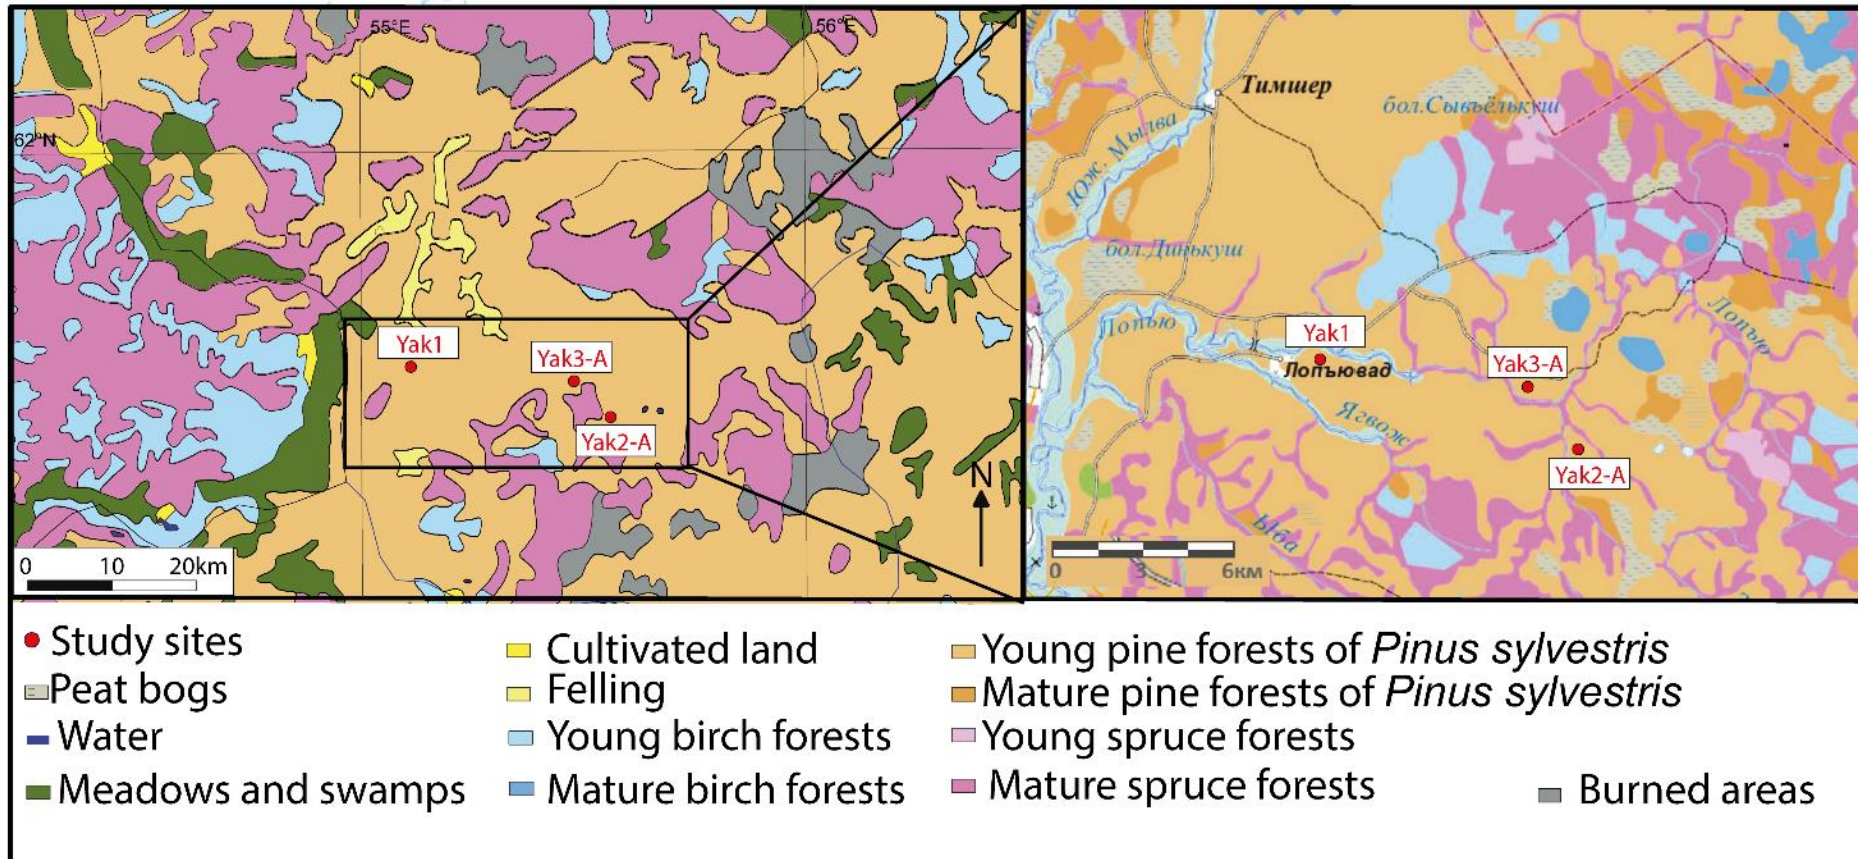 55°E
56°E
62°N
Yak1
Yak3-A
Yak2-A
N
0 10 20km
Тимшер
бол.Сывъёлькуш
Юж. Мылва
бол.Динькуш
Лопъю
Лопъю
Yak1
Лопъювад
Yak3-A
Ягвож
Yak2-A
Ыба
0 3 6км
Study sites
Cultivated land
Young pine forests of Pinus sylvestris
Peat bogs
Felling
Mature pine forests of Pinus sylvestris
Water
Young birch forests
Young spruce forests
Meadows and swamps
Mature birch forests
Mature spruce forests
Burned areas